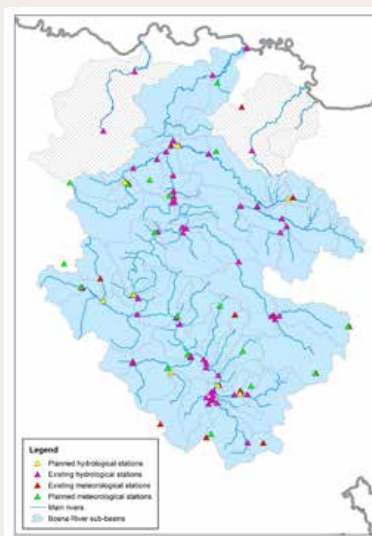 Legend
Planned hydrological stations
Existing hydrological stations
Existing meteorological stations
Planned meteorological stations
Main rivers
Bosna River sub-basins